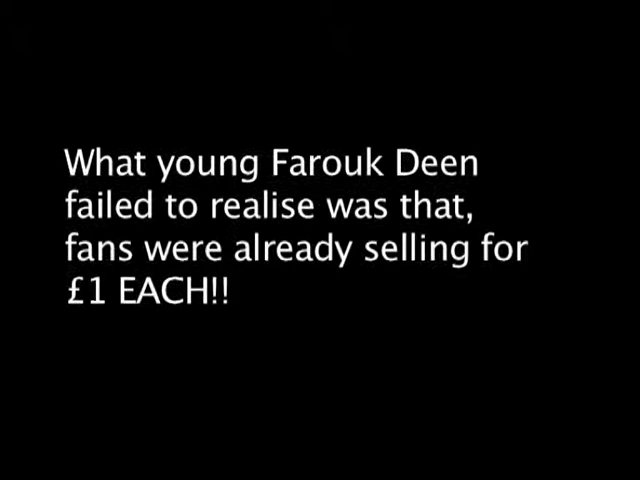 What young Farouk Deen
failed to realise was that,
fans were already selling for
£1 EACH!!